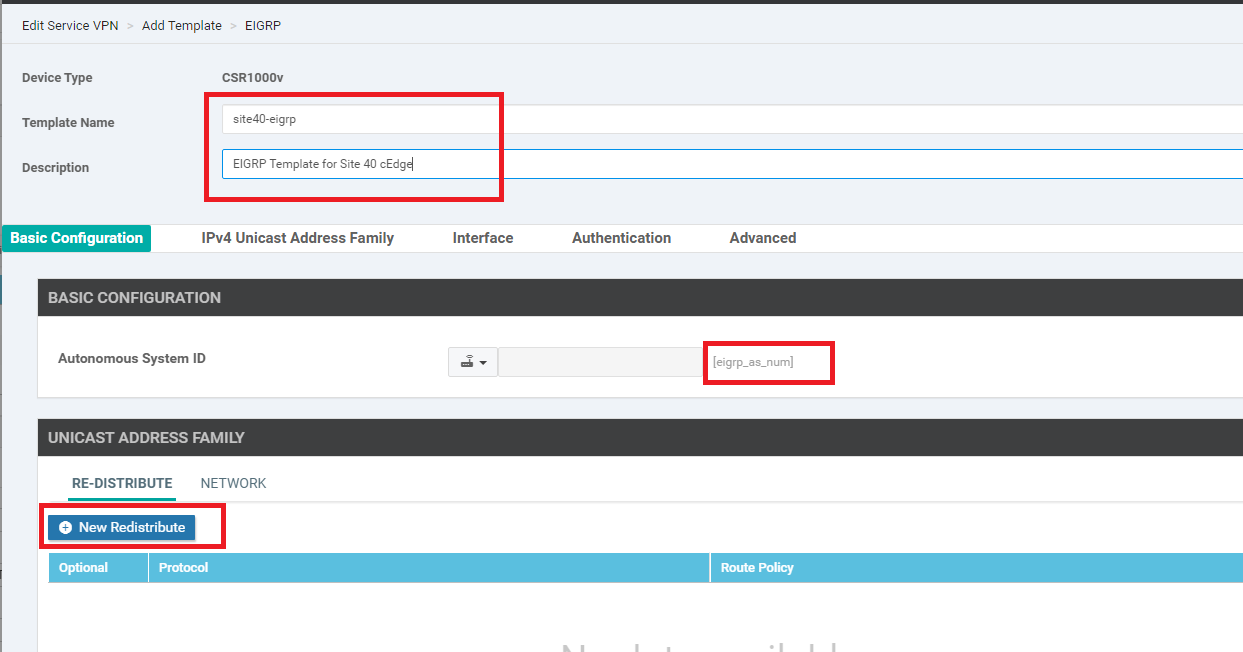 Edit Service VPN > Add Template > EIGRP
Device Type CSR1000v
Template Name site40-eigrp
Description EIGRP Template for Site 40 cEdge
Basic Configuration IPv4 Unicast Address Family Interface Authentication Advanced
BASIC CONFIGURATION
Autonomous System ID [eigrp_as_num]
UNICAST ADDRESS FAMILY
RE-DISTRIBUTE NETWORK
New Redistribute
Optional Protocol Route Policy